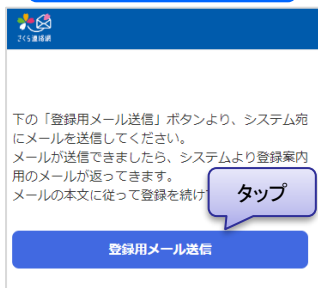 さくら連絡網
下の「登録用メール送信」ボタンより、システム宛
にメールを送信してください。
メールが送信できましたら、システムより登録案内
用のメールが返ってきます。
メールの本文に従って登録を続け
タップ
登録用メール送信